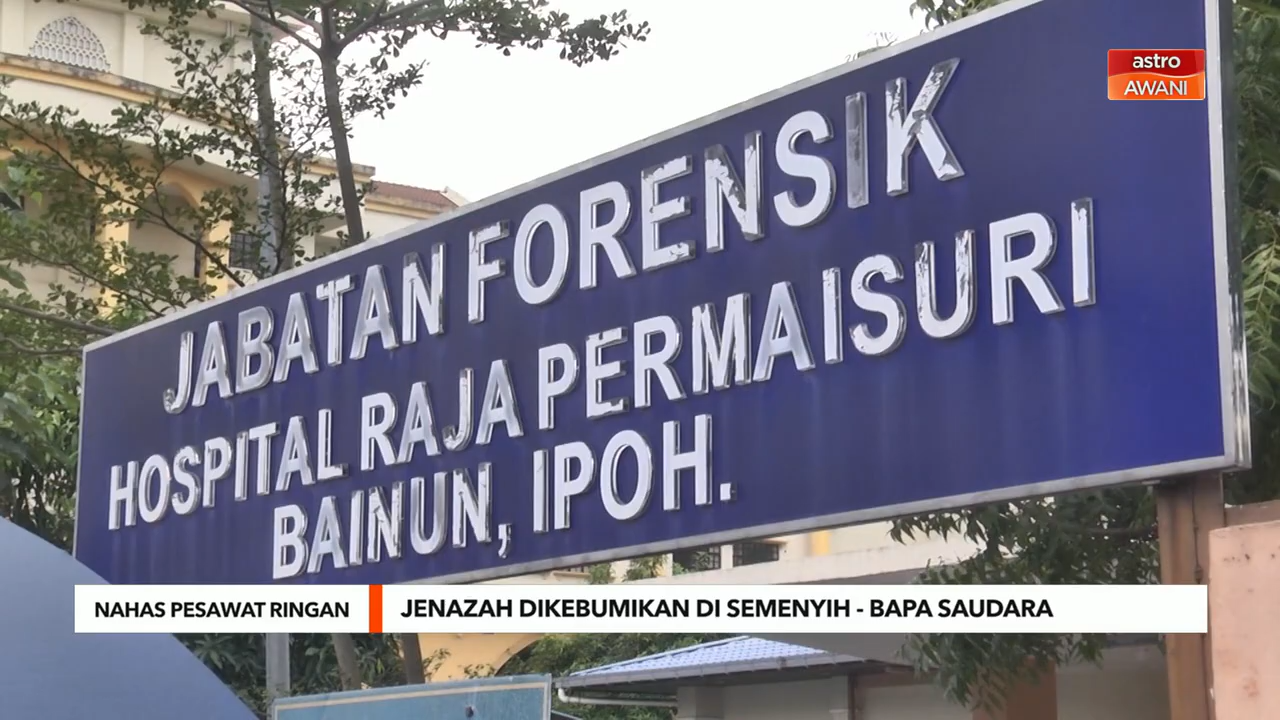 astro
AWANI
JABATAN FORENSIK
HOSPITAL RAJA PERMAISURI
BAINUN, IPOH.
NAHAS PESAWAT RINGAN
JENAZAH DIKEBUMIKAN DI SEMENYIH - BAPA SAUDARA